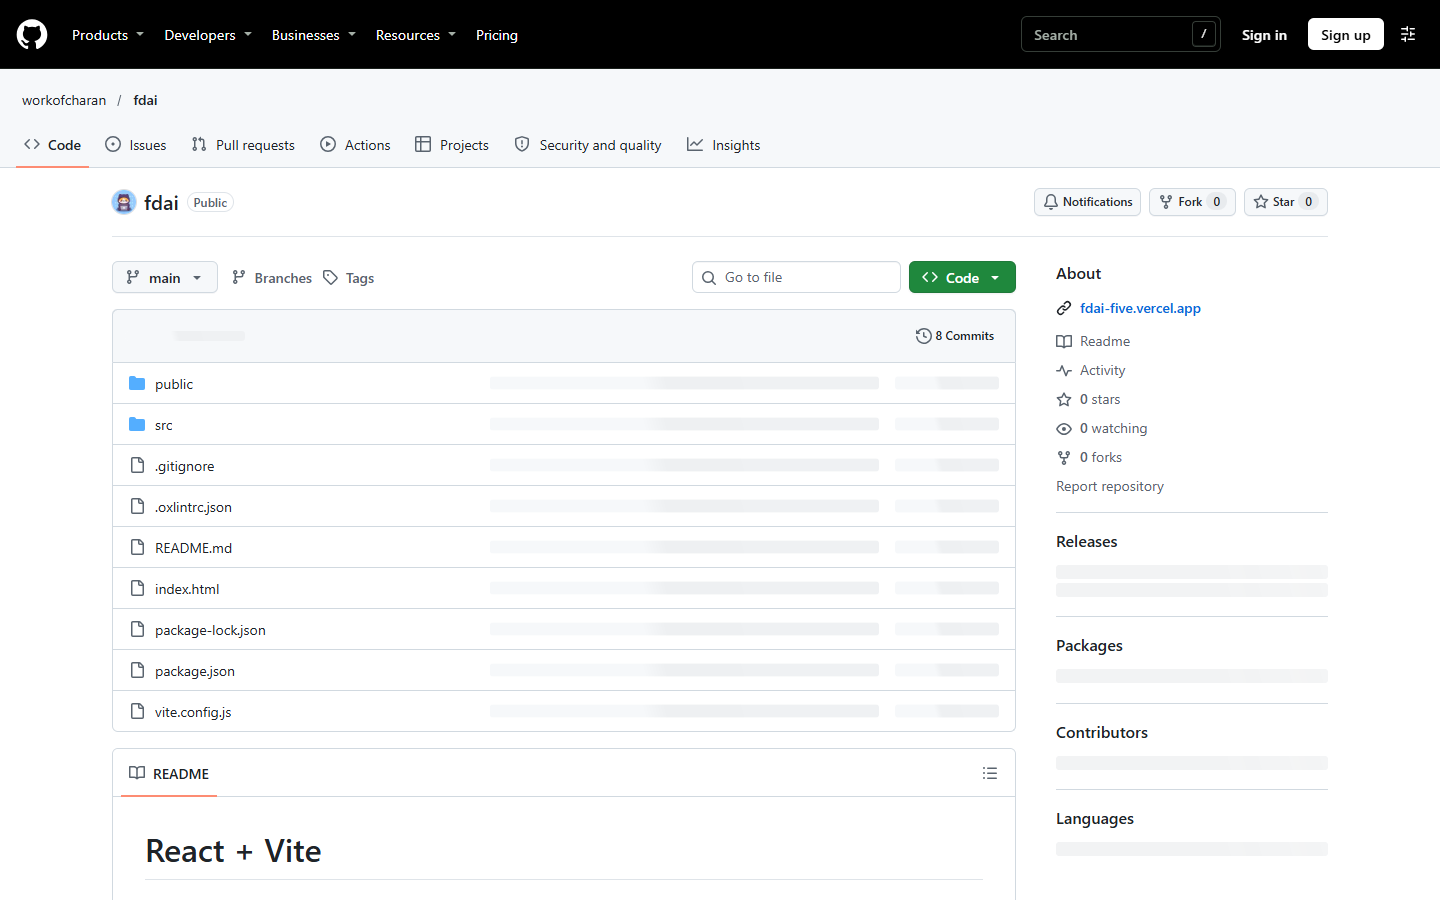 Products
Developers
Businesses
Resources
Pricing
Search
/
Sign in
Sign up
workofcharan / fdai
Code
Issues
Pull requests
Actions
Projects
Security and quality
Insights
fdai Public
Notifications
Fork 0
Star 0
main
Branches
Tags
Go to file
Code
8 Commits
public
src
.gitignore
.oxlintrc.json
README.md
index.html
package-lock.json
package.json
vite.config.js
README
React + Vite
About
fdai-five.vercel.app
Readme
Activity
0 stars
0 watching
0 forks
Report repository
Releases
Packages
Contributors
Languages